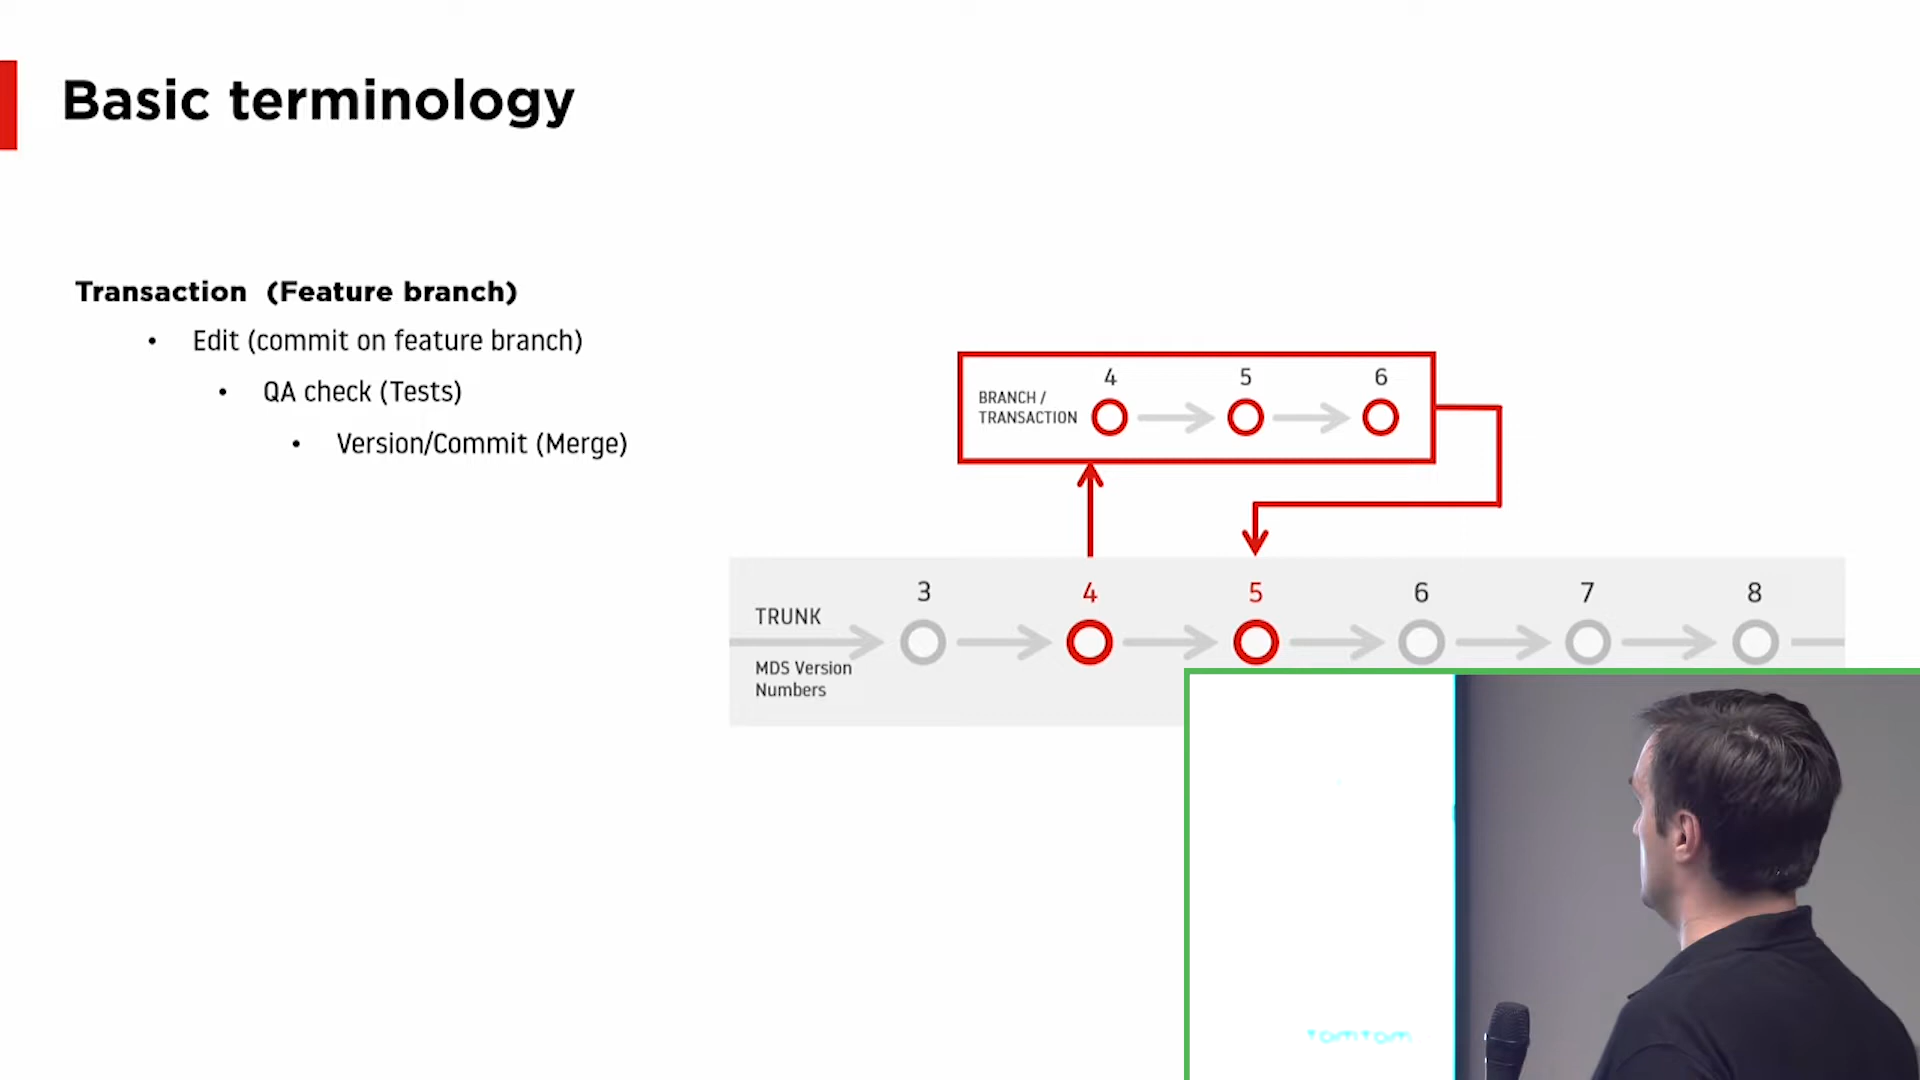 Basic terminology
Transaction (Feature branch)
• Edit (commit on feature branch)
• QA check (Tests)
• Version/Commit (Merge)
4 5 6
BRANCH /
TRANSACTION
3 4 5 6 7 8
TRUNK
MDS Version
Numbers
tomtom